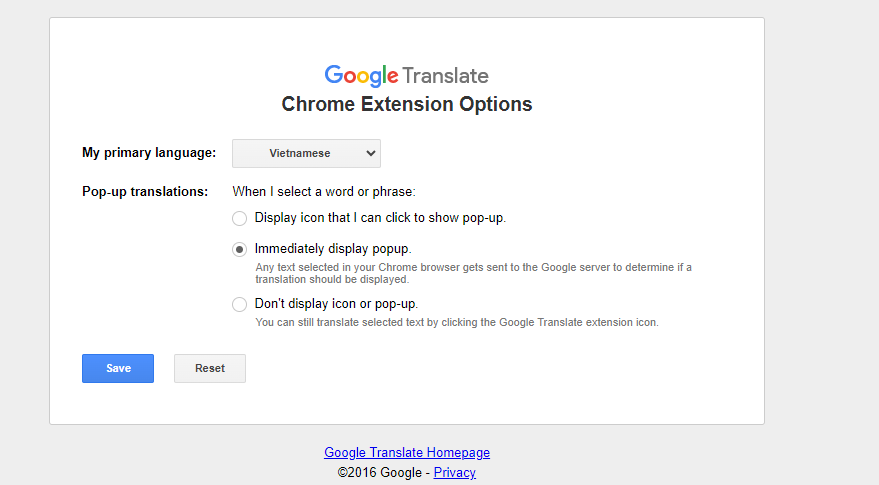 Google Translate
Chrome Extension Options
My primary language: Vietnamese
Pop-up translations: When I select a word or phrase:
Display icon that I can click to show pop-up.
Immediately display popup.
Any text selected in your Chrome browser gets sent to the Google server to determine if a
translation should be displayed.
Don't display icon or pop-up.
You can still translate selected text by clicking the Google Translate extension icon.
Save Reset
Google Translate Homepage
©2016 Google - Privacy